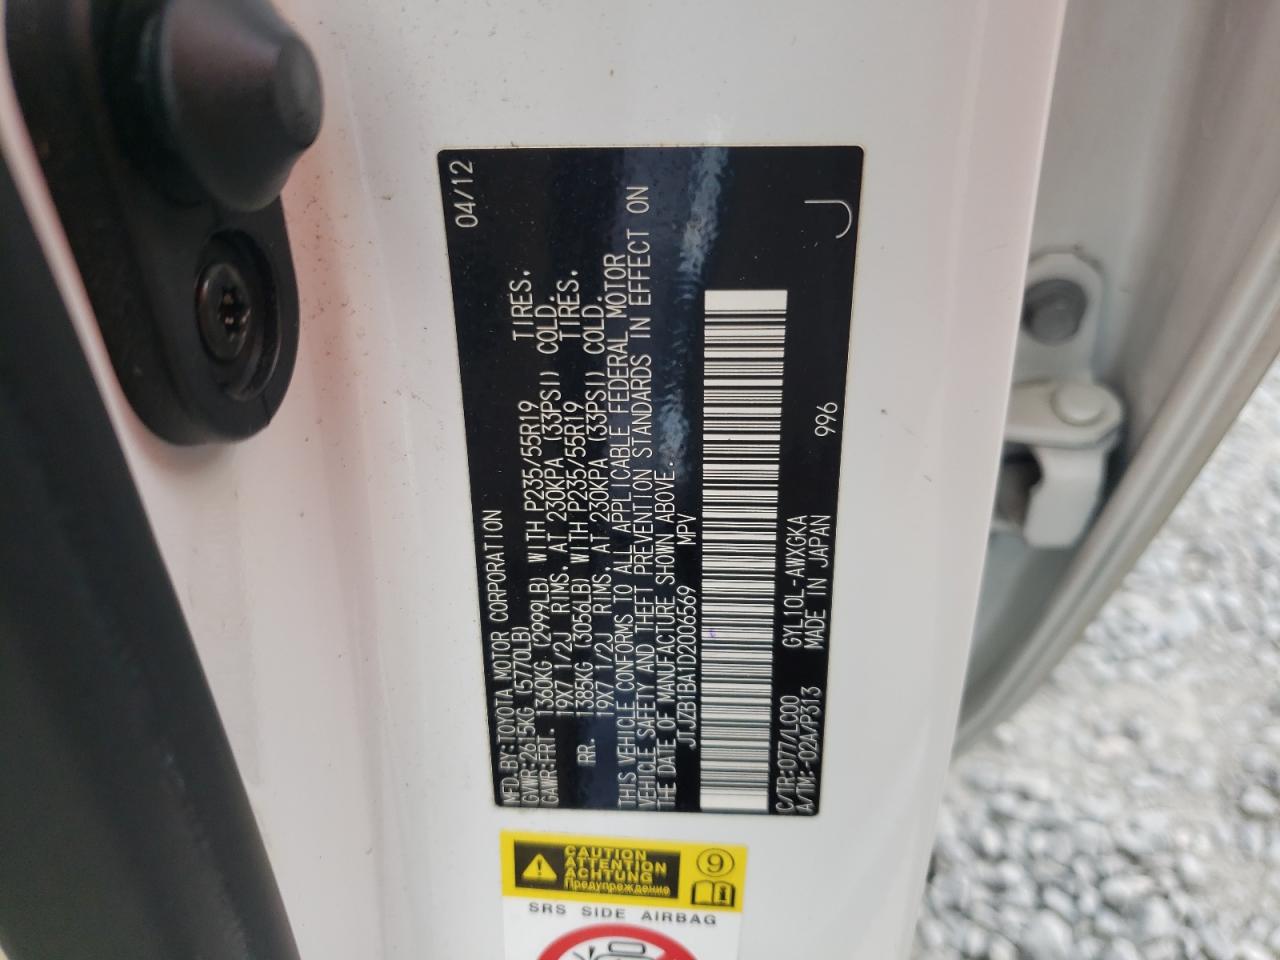 MFD.BY:TOYOTA MOTOR CORPORATION 04/12
GVWR:2615KG (5770LB)
GAWR:FRT. 1360KG (2999LB) WITH P235/55R19 TIRES.
19X7 1/2J RIMS. AT 230KPA (33PSI) COLD.
RR. 1385KG (3056LB) WITH P235/55R19 TIRES.
19X7 1/2J RIMS. AT 230KPA (33PSI) COLD.
THIS VEHICLE CONFORMS TO ALL APPLICABLE FEDERAL MOTOR
VEHICLE SAFETY AND THEFT PREVENTION STANDARDS IN EFFECT ON
THE DATE OF MANUFACTURE SHOWN ABOVE.
JTJZB1BA1D2006569 MPV
C/TR:077/LC00 GYL10L-AWXGKA 996
A/TM:-02A/P313 MADE IN JAPAN
J
CAUTION
ATTENTION
ACHTUNG
Предупреждение
9
SRS SIDE AIRBAG